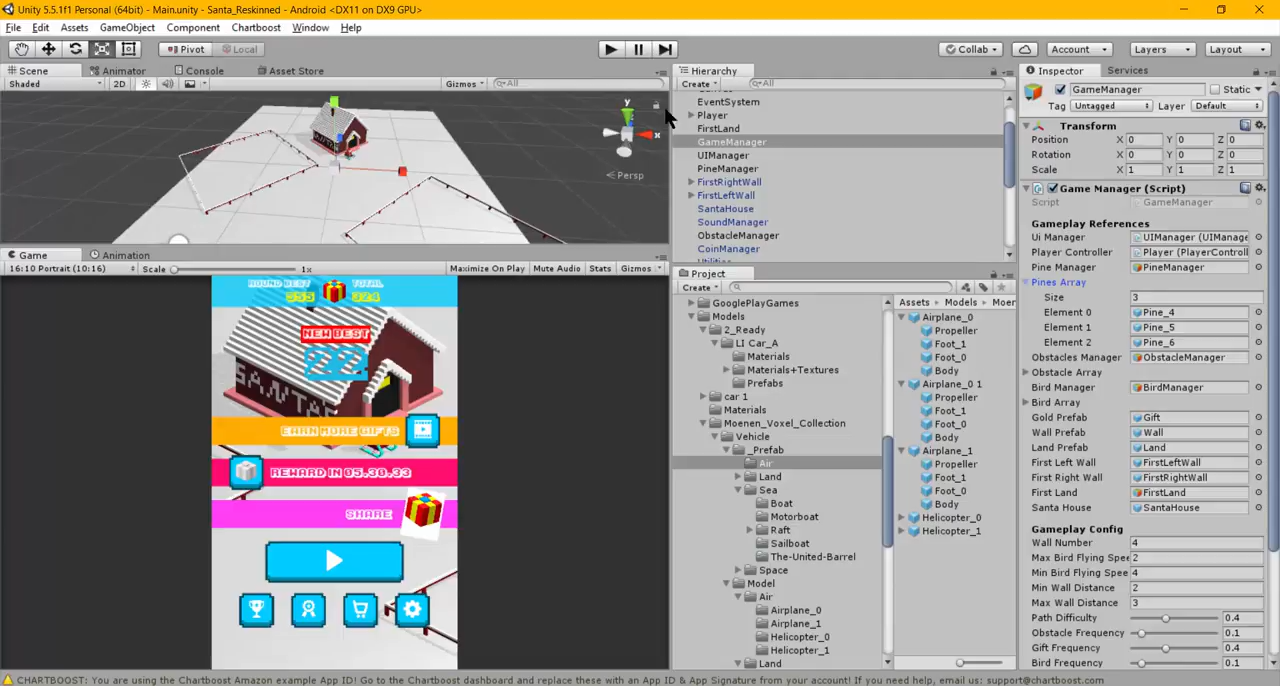 Unity 5.5.1f1 Personal (64bit) - Main.unity - Santa_Reskinned - Android <DX11 on DX9 GPU>
File Edit Assets GameObject Component Chartboost Window Help
Pivot Local Collab Account Layers Layout
Scene Animator Console Asset Store
Shaded 2D Gizmos All
y
x
Persp
Game Animation
16:10 Portrait (10:16) Scale 1x Maximize On Play Mute Audio Stats Gizmos
ROUND BEST TOTAL
555 324
NEW BEST
SANTA
EARN MORE GIFTS
REWARD IN 05.30.33
SHARE
Hierarchy
Create All
EventSystem
Player
FirstLand
GameManager
UIManager
PineManager
FirstRightWall
FirstLeftWall
SantaHouse
SoundManager
ObstacleManager
CoinManager
Project
Create
GooglePlayGames
Models
2_Ready
LI Car_A
Materials
Materials+Textures
Prefabs
car 1
Materials
Moenen_Voxel_Collection
Vehicle
_Prefab
Air
Land
Sea
Boat
Motorboat
Raft
Sailboat
The-United-Barrel
Space
Model
Air
Airplane_0
Airplane_1
Helicopter_0
Helicopter_1
Land
Assets Models Moer
Airplane_0
Propeller
Foot_1
Foot_0
Body
Airplane_0 1
Propeller
Foot_1
Foot_0
Body
Airplane_1
Propeller
Foot_1
Foot_0
Body
Helicopter_0
Helicopter_1
Inspector Services
GameManager Static
Tag Untagged Layer Default
Transform
Position X 0 Y 0 Z 0
Rotation X 0 Y 0 Z 0
Scale X 1 Y 1 Z 1
Game Manager (Script)
Script GameManager
Gameplay References
Ui Manager UIManager (UIManage
Player Controller Player (PlayerControll
Pine Manager PineManager
Pines Array
Size 3
Element 0 Pine_4
Element 1 Pine_5
Element 2 Pine_6
Obstacles Manager ObstacleManager
Obstacle Array
Bird Manager BirdManager
Bird Array
Gold Prefab Gift
Wall Prefab Wall
Land Prefab Land
First Left Wall FirstLeftWall
First Right Wall FirstRightWall
First Land FirstLand
Santa House SantaHouse
Gameplay Config
Wall Number 4
Max Bird Flying Spee 2
Min Bird Flying Spee 4
Min Wall Distance 2
Max Wall Distance 3
Path Difficulty 0.4
Obstacle Frequency 0.1
Gift Frequency 0.4
Bird Frequency 0.1
CHARTBOOST: You are using the Chartboost Amazon example App ID! Go to the Chartboost dashboard and replace these with an App ID & App Signature from your account! If you need help, email us: support@chartboost.com